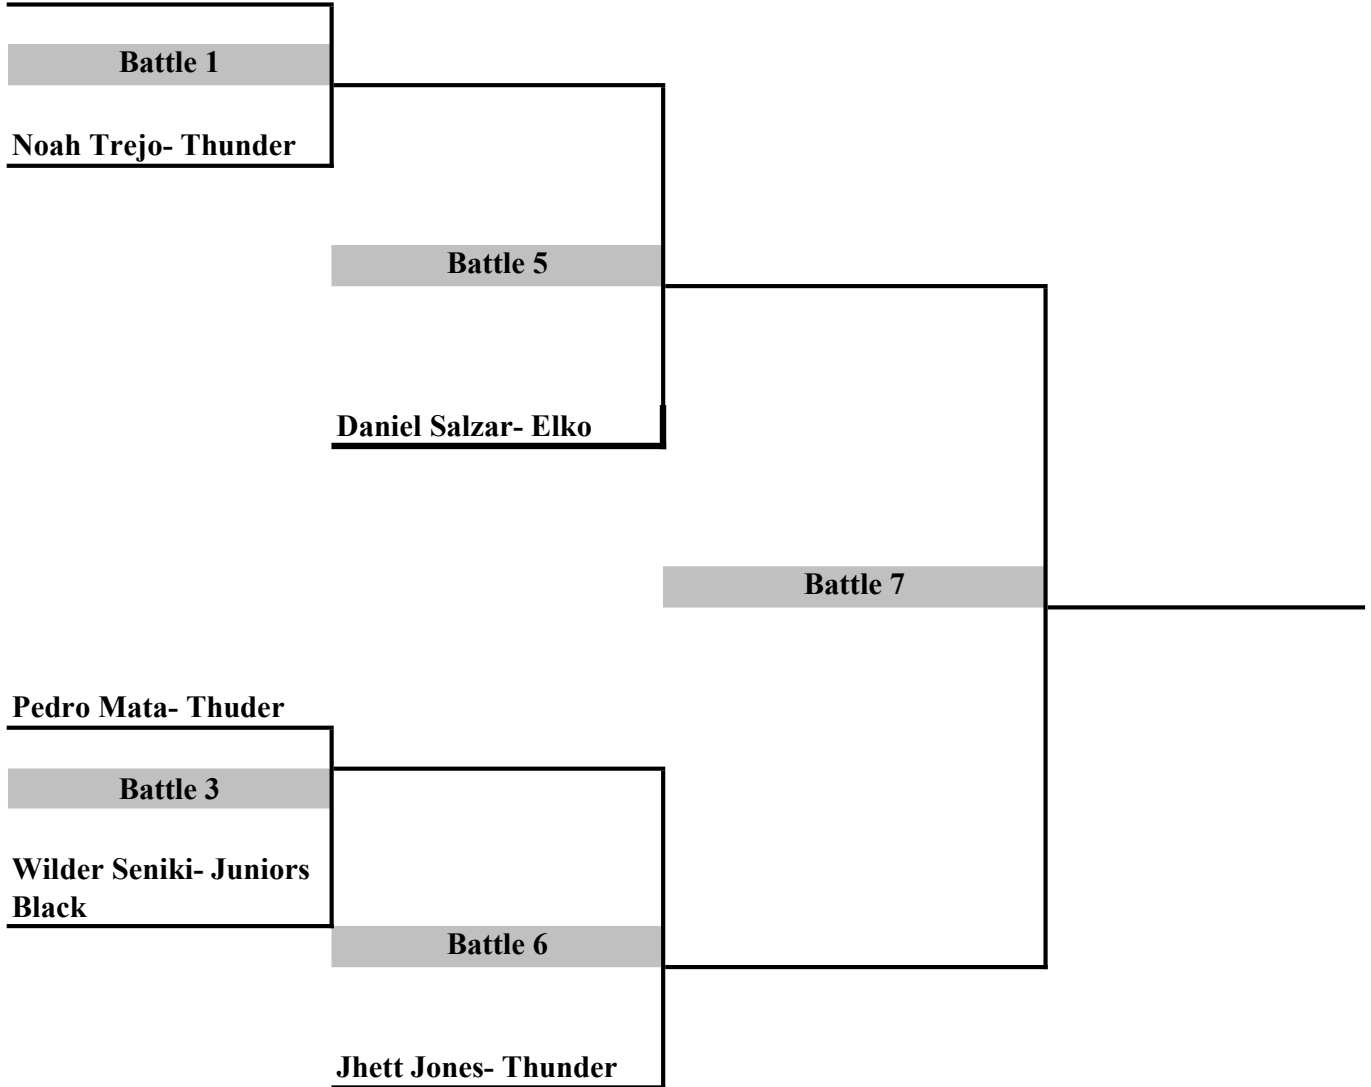 Battle 1
Noah Trejo- Thunder
Battle 5
Daniel Salzar- Elko
Battle 7
Pedro Mata- Thuder
Battle 3
Wilder Seniki- Juniors
Black
Battle 6
Jhett Jones- Thunder